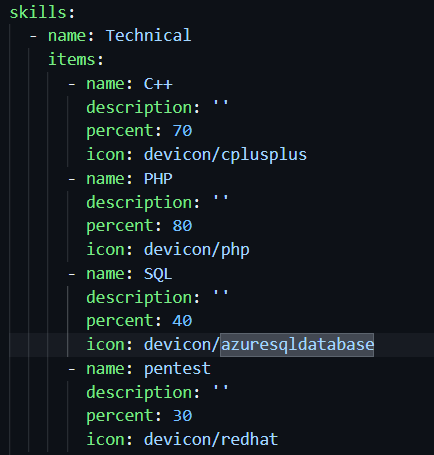 skills:
  - name: Technical
    items:
      - name: C++
        description: ''
        percent: 70
        icon: devicon/cplusplus
      - name: PHP
        description: ''
        percent: 80
        icon: devicon/php
      - name: SQL
        description: ''
        percent: 40
        icon: devicon/azuresqldatabase
      - name: pentest
        description: ''
        percent: 30
        icon: devicon/redhat